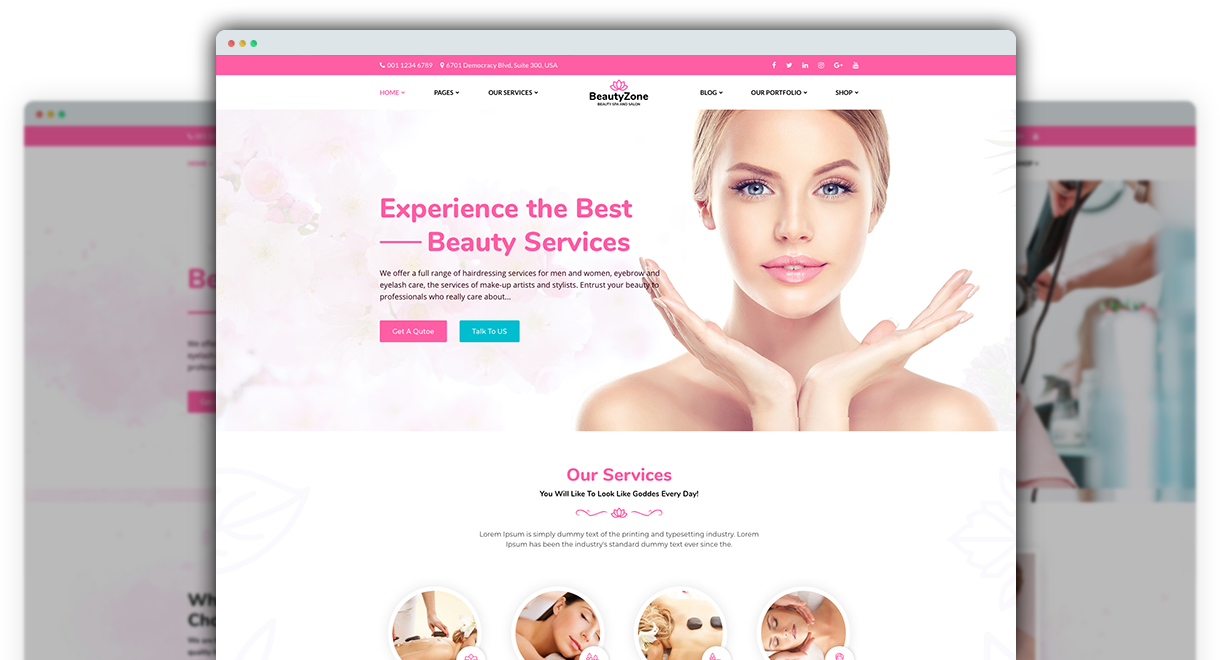 001 1234 6789 6701 Democracy Blvd, Suite 300, USA
HOME PAGES OUR SERVICES
BeautyZone
BEAUTY SPA AND SALON
BLOG OUR PORTFOLIO SHOP
Experience the Best
Beauty Services
We offer a full range of hairdressing services for men and women, eyebrow and
eyelash care, the services of make-up artists and stylists. Entrust your beauty to
professionals who really care about...
Get A Qutoe Talk To US
Our Services
You Will Like To Look Like Goddes Every Day!
Lorem Ipsum is simply dummy text of the printing and typesetting industry. Lorem
Ipsum has been the industry's standard dummy text ever since the.